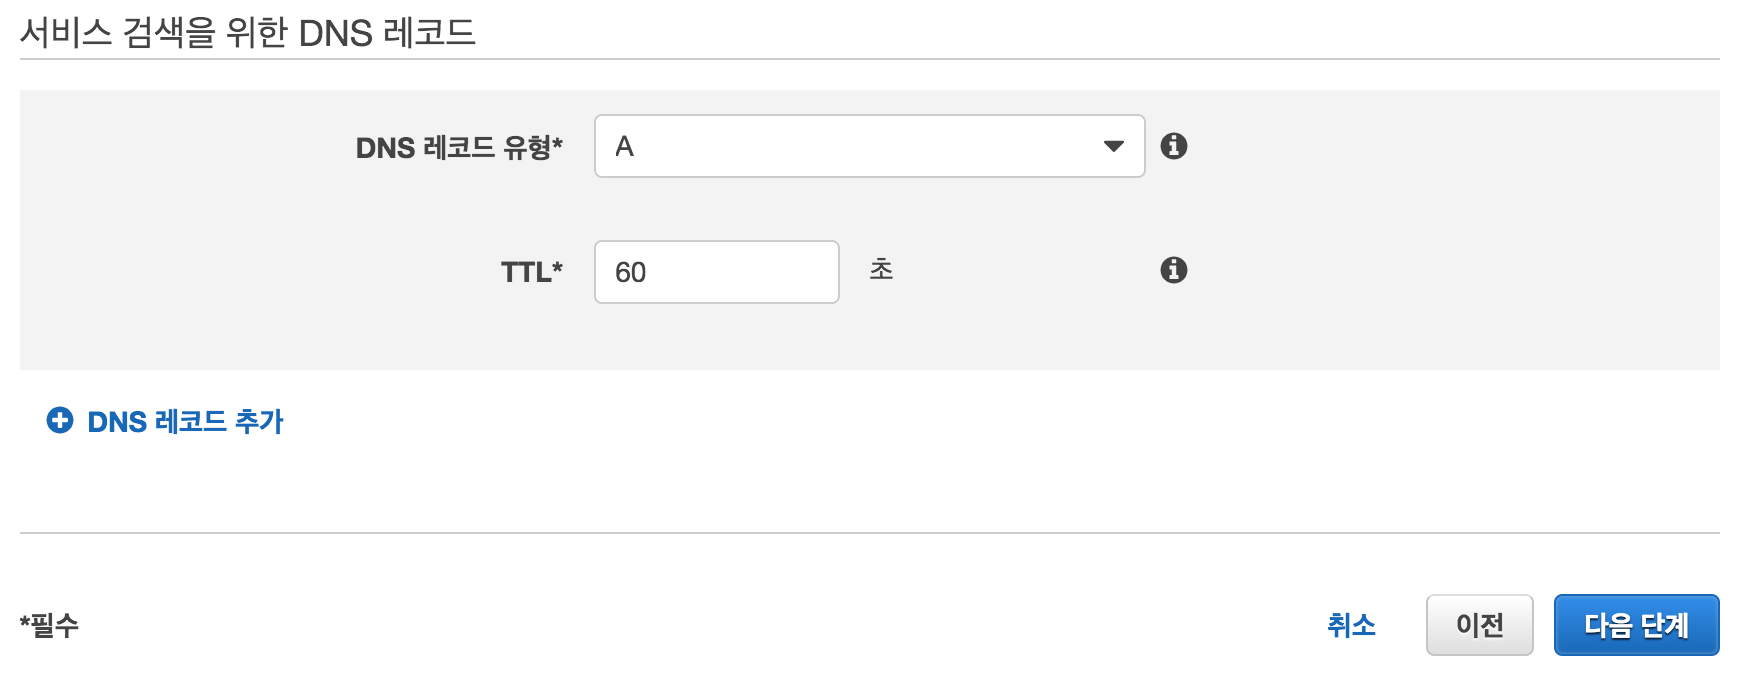 서비스 검색을 위한 DNS 레코드
DNS 레코드 유형* A
TTL* 60 초
DNS 레코드 추가
*필수 취소 이전 다음 단계